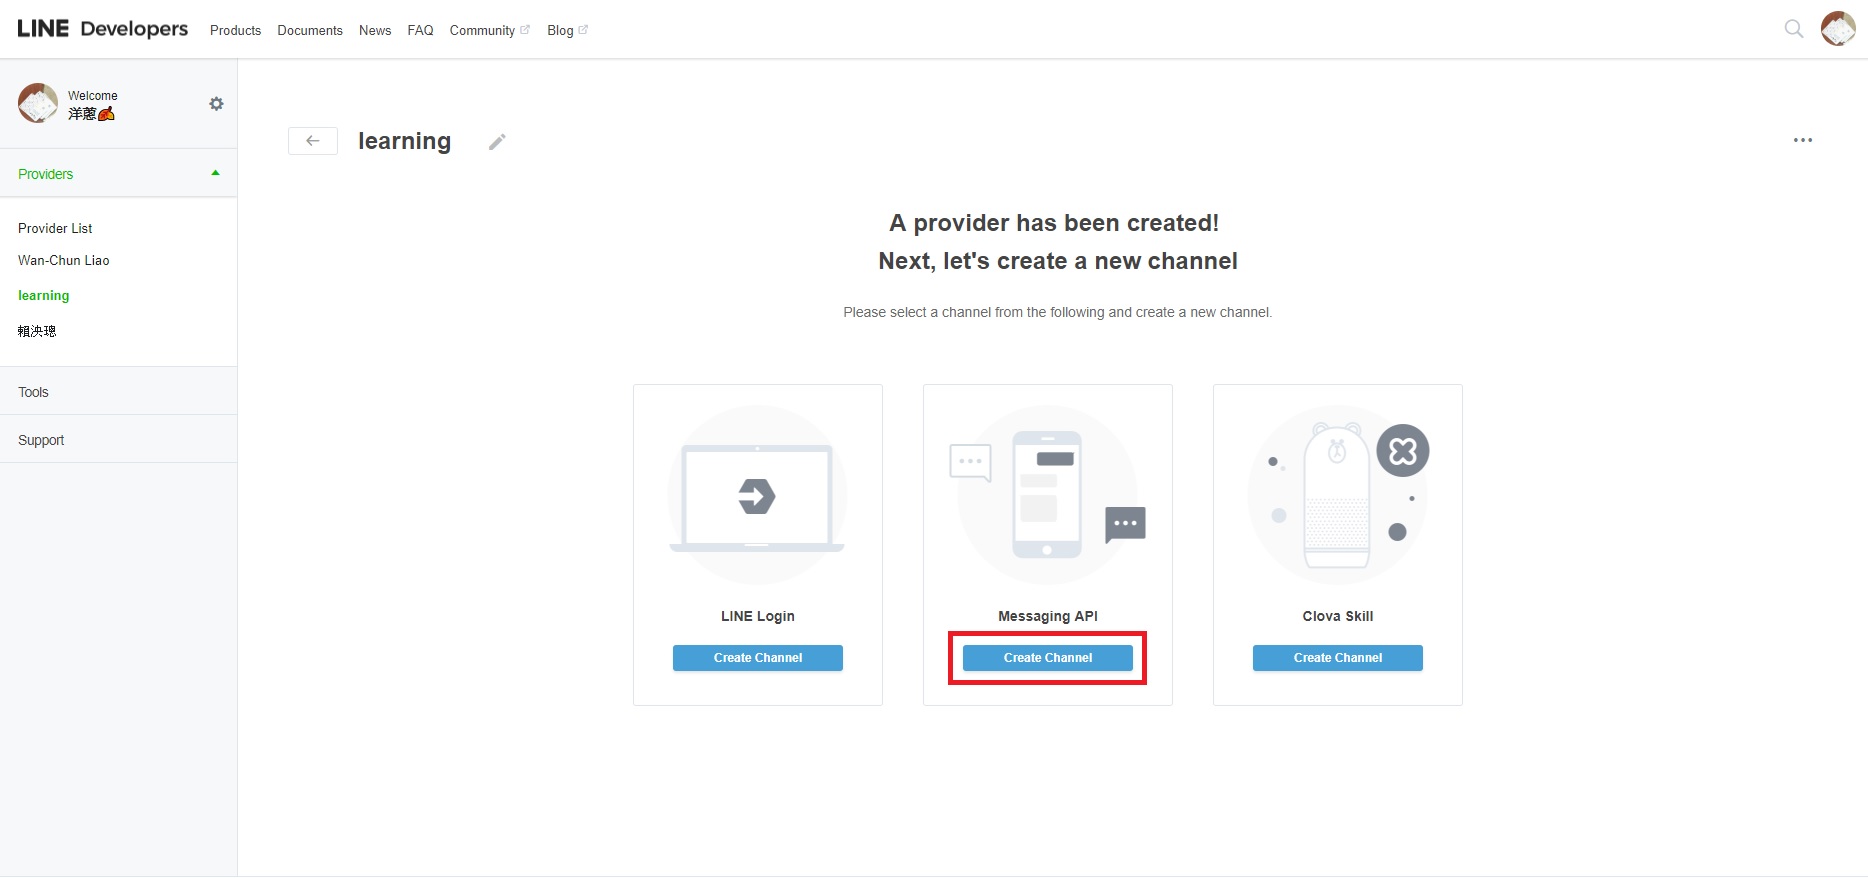 LINE Developers Products Documents News FAQ Community Blog
Welcome
洋蔥🍂
Providers
Provider List
Wan-Chun Liao
learning
賴泱璁
Tools
Support
learning
A provider has been created!
Next, let's create a new channel
Please select a channel from the following and create a new channel.
LINE Login
Create Channel
Messaging API
Create Channel
Clova Skill
Create Channel